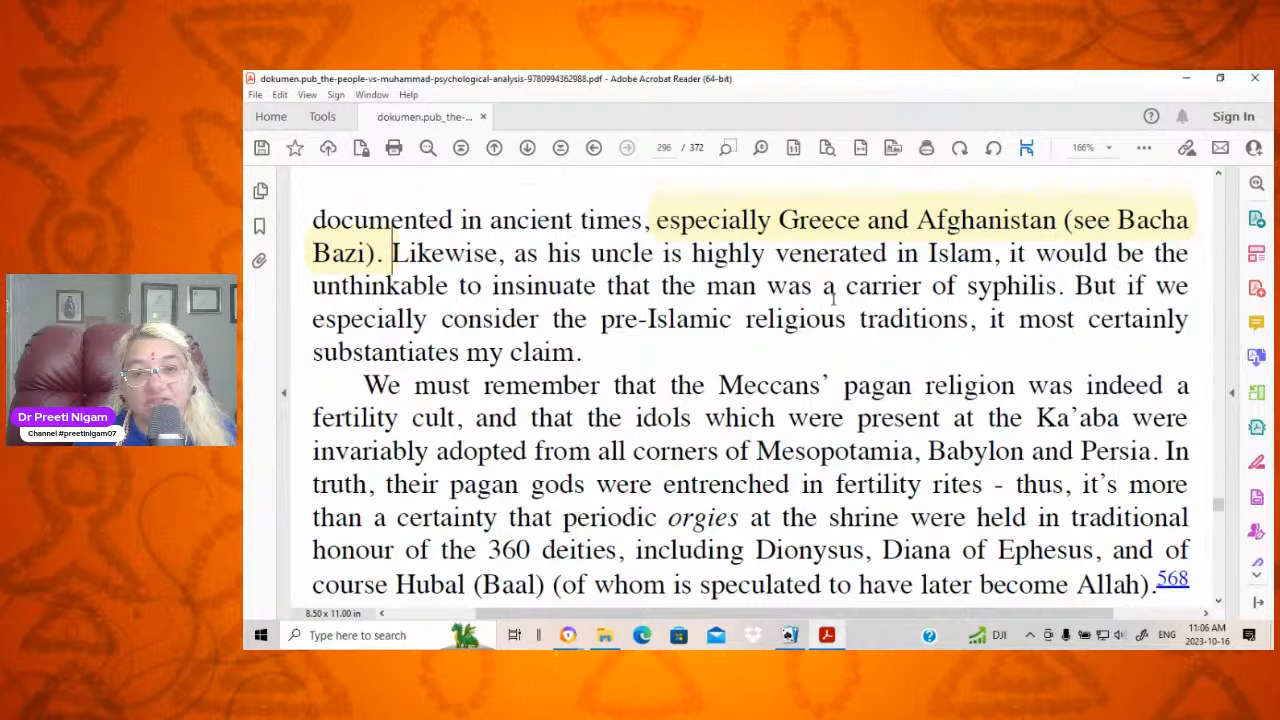 dokumen.pub_the-people-vs-muhammad-psychological-analysis-9780994362988.pdf - Adobe Acrobat Reader (64-bit)
File Edit View Sign Window Help
Home Tools dokumen.pub_the-... × Sign In
296 / 372 166%
documented in ancient times, especially Greece and Afghanistan (see Bacha
Bazi). Likewise, as his uncle is highly venerated in Islam, it would be the
unthinkable to insinuate that the man was a carrier of syphilis. But if we
especially consider the pre-Islamic religious traditions, it most certainly
substantiates my claim.
We must remember that the Meccans' pagan religion was indeed a
fertility cult, and that the idols which were present at the Ka'aba were
invariably adopted from all corners of Mesopotamia, Babylon and Persia. In
truth, their pagan gods were entrenched in fertility rites - thus, it's more
than a certainty that periodic orgies at the shrine were held in traditional
honour of the 360 deities, including Dionysus, Diana of Ephesus, and of
course Hubal (Baal) (of whom is speculated to have later become Allah).568
8.50 x 11.00 in
Dr Preeti Nigam
Channel #preetinigam07
Type here to search
DJI
ENG
11:06 AM
2023-10-16